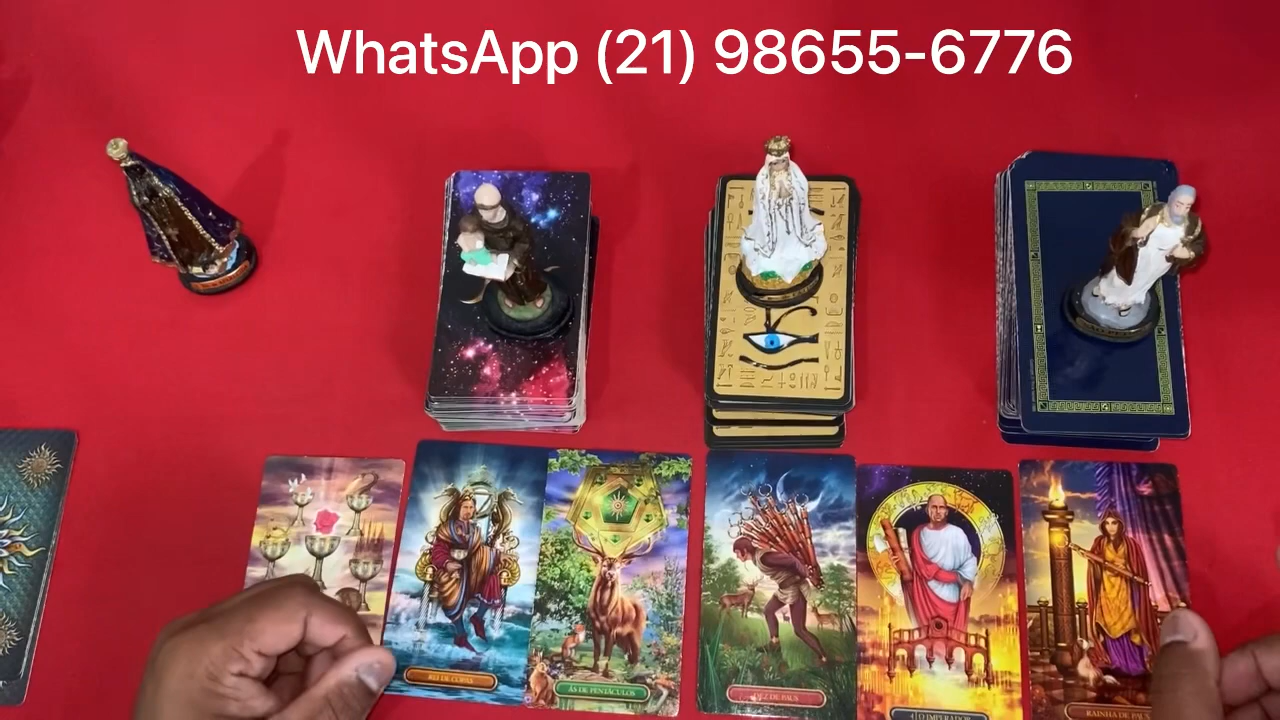 WhatsApp (21) 98655-6776
REI DE COPAS
ÁS DE PENTÁCULOS
DEZ DE PAUS
4 | O IMPERADOR
RAINHA DE PAUS